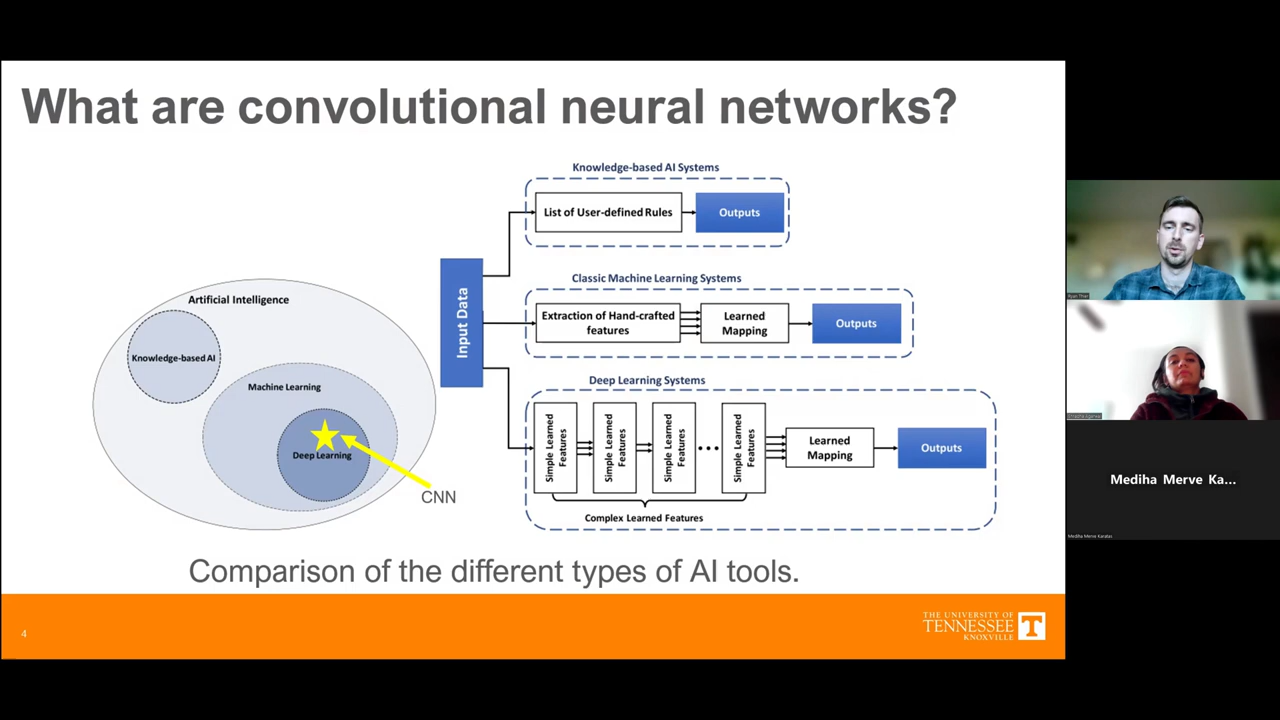 What are convolutional neural networks?
Artificial Intelligence
Knowledge-based AI
Machine Learning
Deep Learning
CNN
Input Data
Knowledge-based AI Systems
List of User-defined Rules
Outputs
Classic Machine Learning Systems
Extraction of Hand-crafted
features
Learned
Mapping
Outputs
Deep Learning Systems
Simple Learned
Features
Simple Learned
Features
Simple Learned
Features
Simple Learned
Features
Learned
Mapping
Outputs
Complex Learned Features
Comparison of the different types of AI tools.
4
THE UNIVERSITY OF
TENNESSEE
KNOXVILLE
T
Mediha Merve Ka...
Mediha Merve Karatas